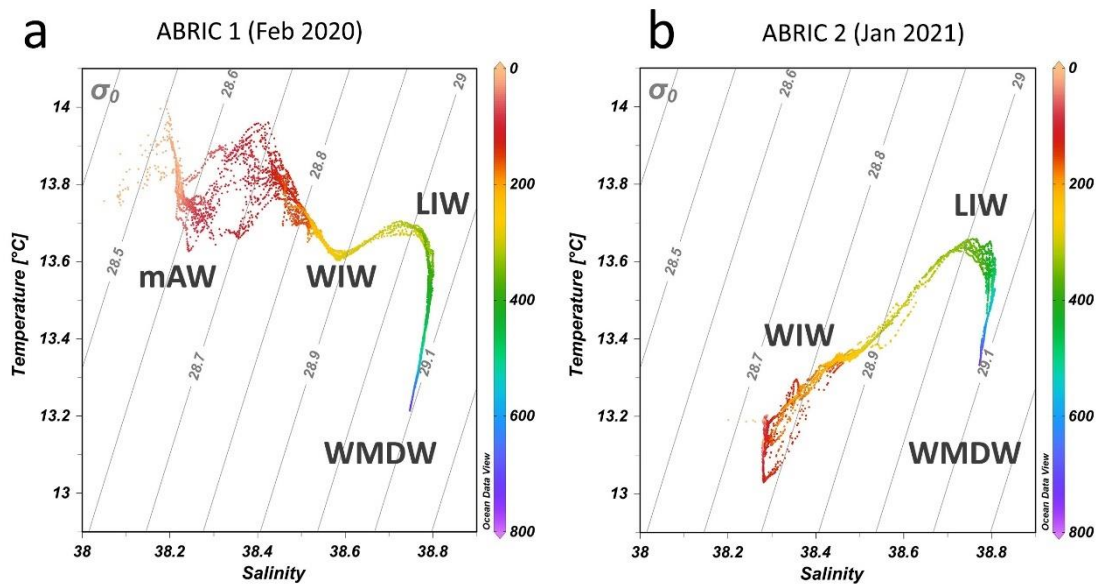 a
ABRIC 1 (Feb 2020)
σ0
28.6
29
28.8
28.5
28.7
28.9
29.1
mAW
WIW
LIW
WMDW
14
13.8
13.6
13.4
13.2
13
Temperature [°C]
38
38.2
38.4
38.6
38.8
Salinity
0
200
400
600
800
Ocean Data View
b
ABRIC 2 (Jan 2021)
σ0
28.6
29
28.8
28.5
28.7
28.9
29.1
WIW
LIW
WMDW
14
13.8
13.6
13.4
13.2
13
Temperature [°C]
38
38.2
38.4
38.6
38.8
Salinity
0
200
400
600
800
Ocean Data View